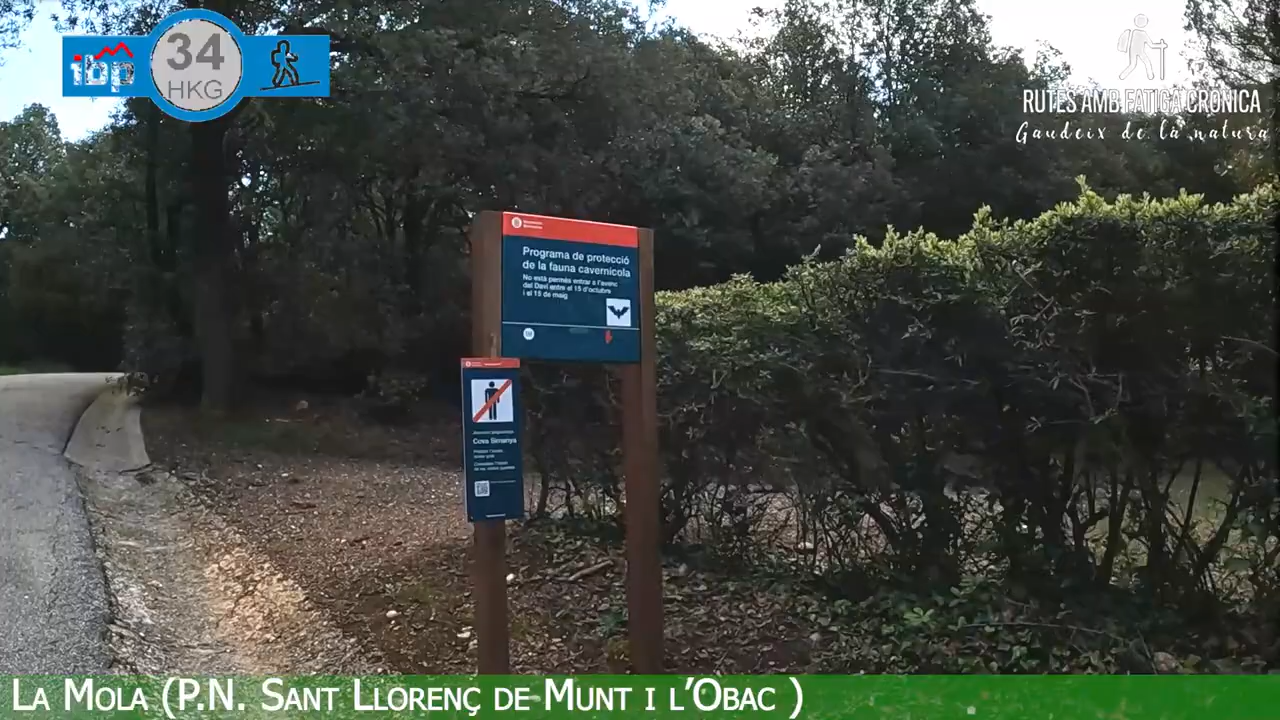 ibp
34
HKG
RUTES AMB FATIGA CRÒNICA
Gaudeix de la natura
Programa de protecció
de la fauna cavernícola
No està permès entrar a l'avenc
del Daví entre el 15 d'octubre
i el 15 de maig
Cova Simanya
LA MOLA (P.N. SANT LLORENÇ DE MUNT I L'OBAC )